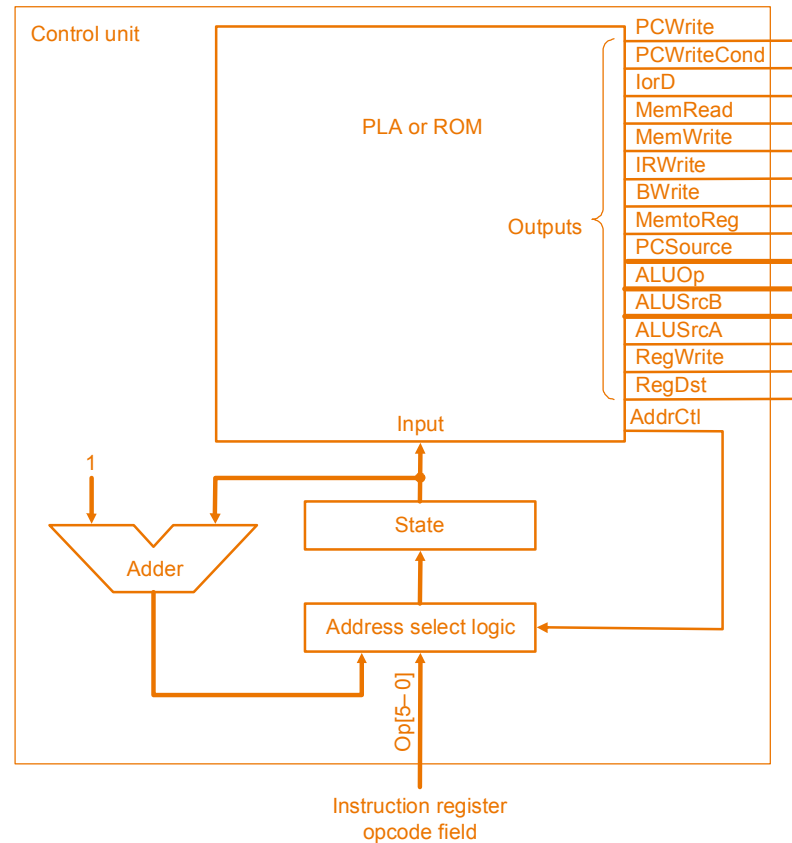 Control unit
PLA or ROM
Outputs
PCWrite
PCWriteCond
IorD
MemRead
MemWrite
IRWrite
BWrite
MemtoReg
PCSource
ALUOp
ALUSrcB
ALUSrcA
RegWrite
RegDst
AddrCtl
Input
1
State
Adder
Address select logic
Op[5–0]
Instruction register
opcode field